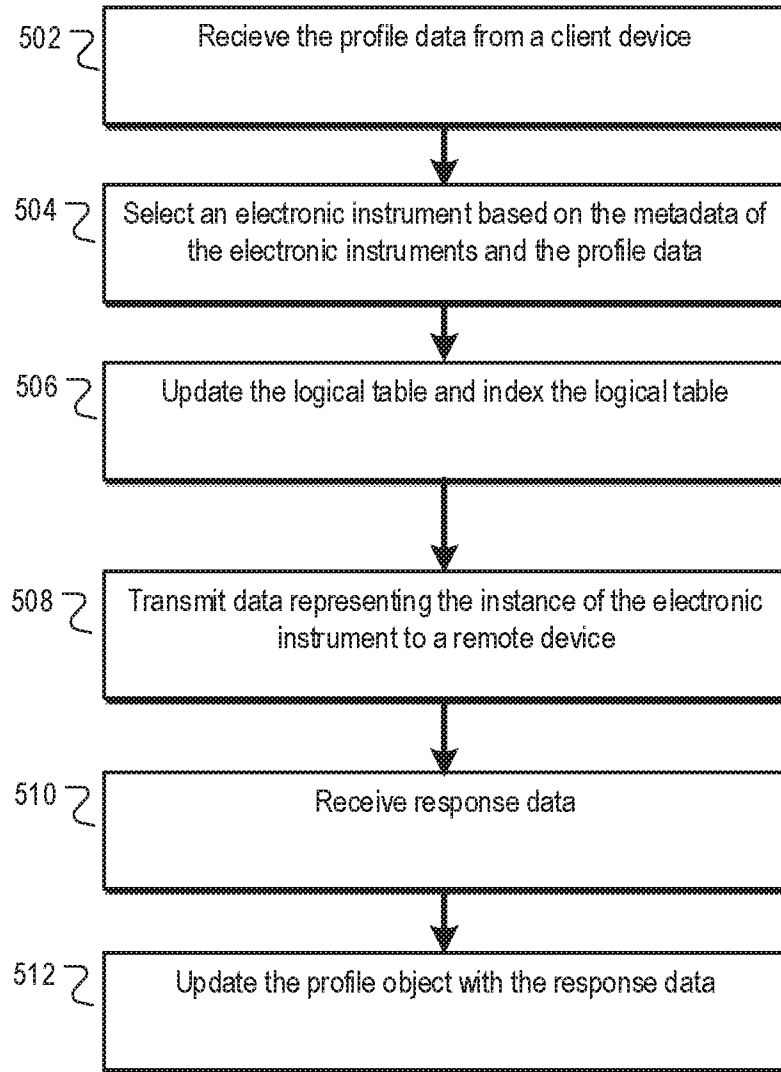 502
Recieve the profile data from a client device
504
Select an electronic instrument based on the metadata of
the electronic instruments and the profile data
506
Update the logical table and index the logical table
508
Transmit data representing the instance of the electronic
instrument to a remote device
510
Receive response data
512
Update the profile object with the response data